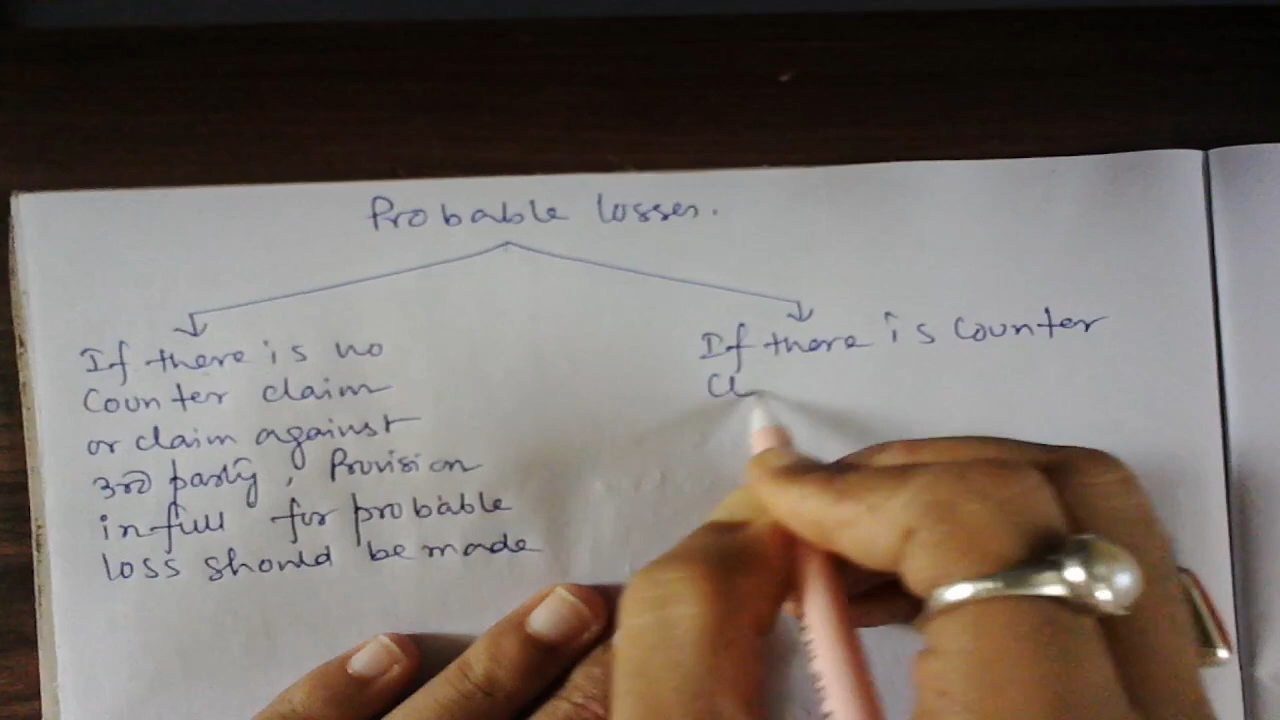 Probable losses.
If there is no
Counter claim
or claim against
3rd party, Provision
in full for probable
loss should be made
If there is counter
Cl